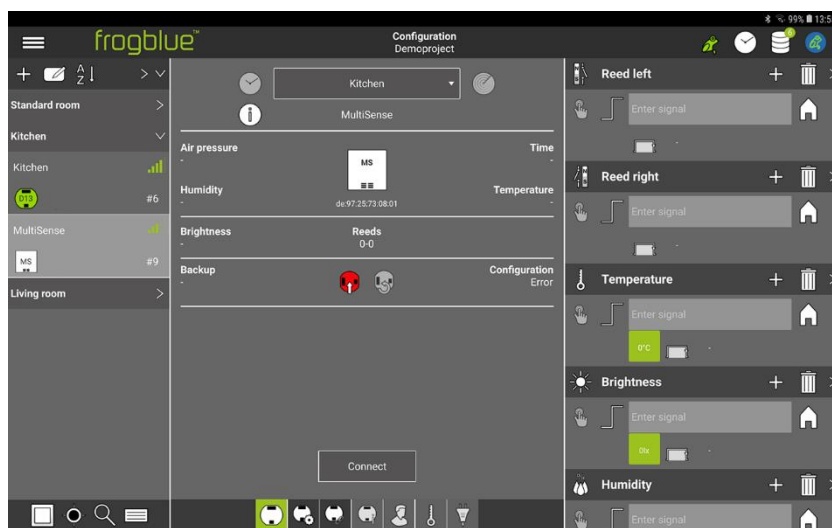 99% 13:5
frogblue™
Configuration
Demoproject
6
A
Z
Standard room
Kitchen
Kitchen
D13
#6
MultiSense
MS
#9
Living room
Kitchen
i
MultiSense
Air pressure
-
Time
-
MS
Humidity
-
Temperature
-
de:97:25:73:08:01
Brightness
-
Reeds
0-0
Backup
-
Configuration
Error
Connect
Reed left
Enter signal
-
Reed right
Enter signal
-
Temperature
Enter signal
0°C
-
Brightness
Enter signal
0lx
-
Humidity
Enter signal